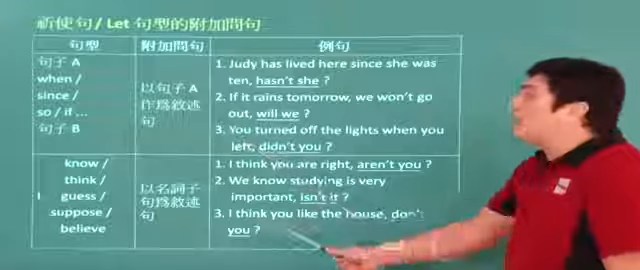 祈使句/ Let 句型的附加問句
句型
附加問句
例句
句子 A
when /
since /
so / if ...
句子 B
以句子 A
作為敘述
句
1. Judy has lived here since she was
ten, hasn't she ?
2. If it rains tomorrow, we won't go
out, will we ?
3. You turned off the lights when you
left, didn't you ?
know /
think /
I guess /
suppose /
believe
以名詞子
句為敘述
句
1. I think you are right, aren't you ?
2. We know studying is very
important, isn't it ?
3. I think you like the house, don't
you ?